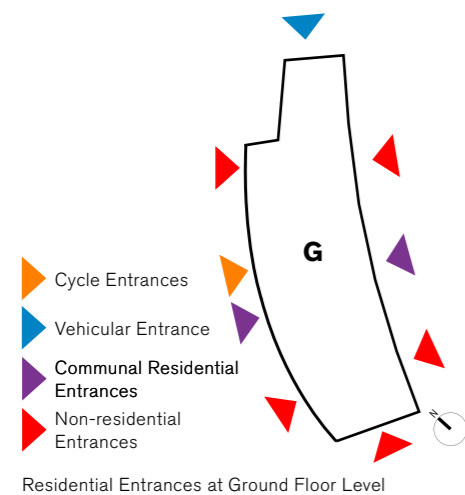 G
Cycle Entrances
Vehicular Entrance
Communal Residential
Entrances
Non-residential
Entrances
N
Residential Entrances at Ground Floor Level